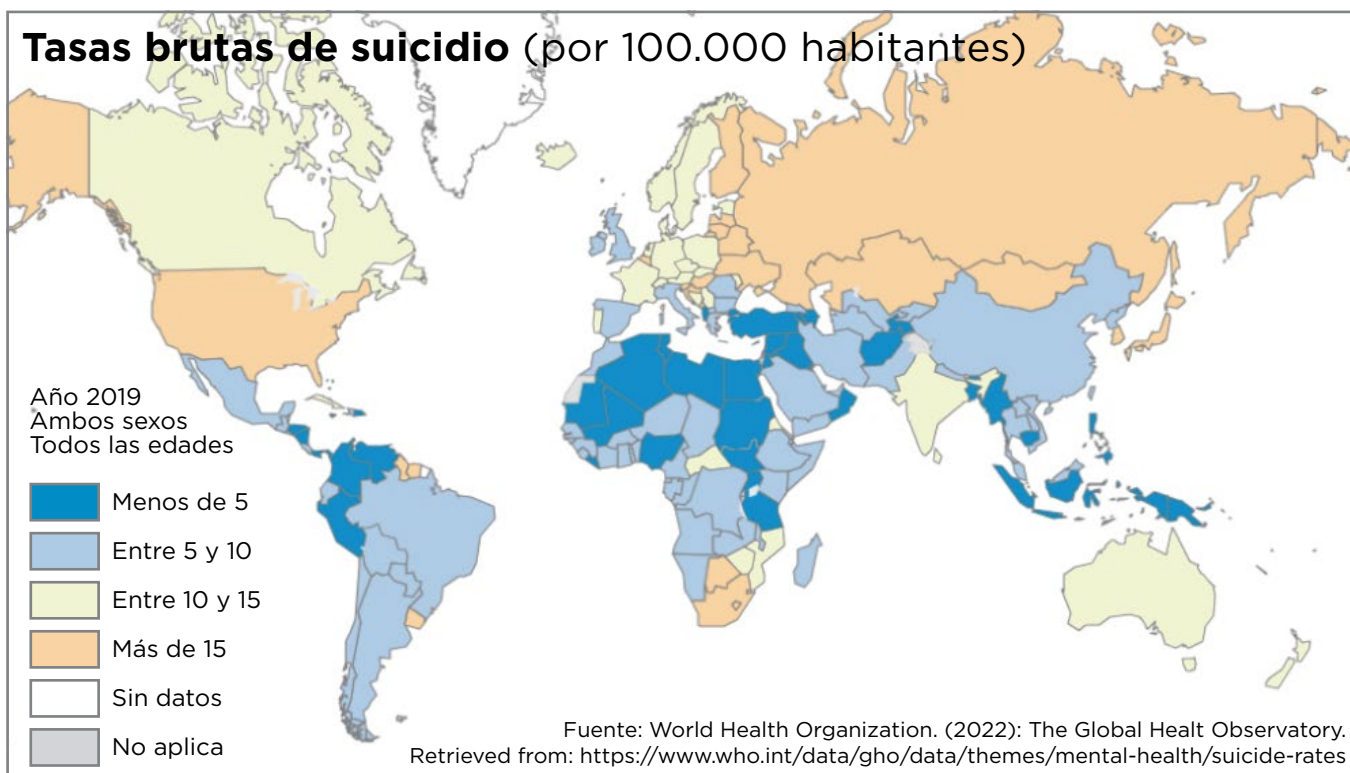 Tasas brutas de suicidio (por 100.000 habitantes)
Año 2019
Ambos sexos
Todos las edades
Menos de 5
Entre 5 y 10
Entre 10 y 15
Más de 15
Sin datos
No aplica
Fuente: World Health Organization. (2022): The Global Healt Observatory.
Retrieved from: https://www.who.int/data/gho/data/themes/mental-health/suicide-rates